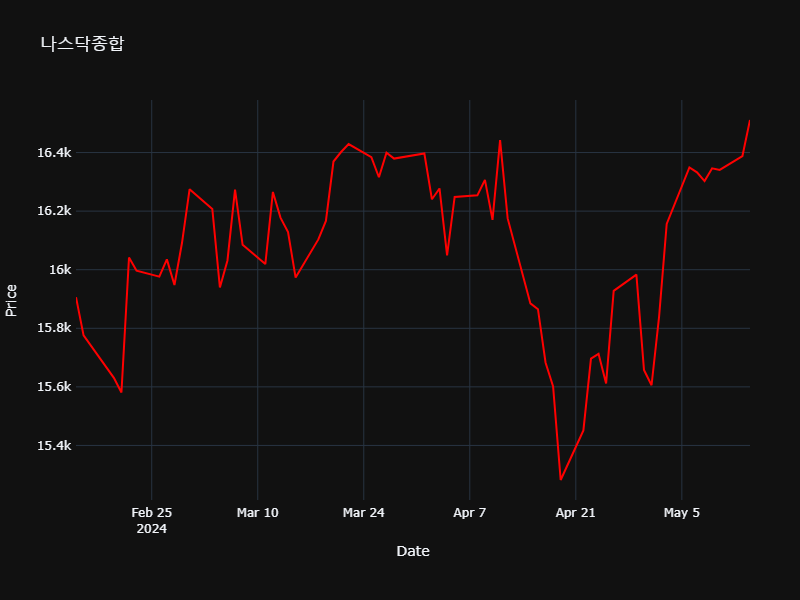 나스닥종합
Price
16.4k
16.2k
16k
15.8k
15.6k
15.4k
Feb 25
2024
Mar 10
Mar 24
Apr 7
Apr 21
May 5
Date